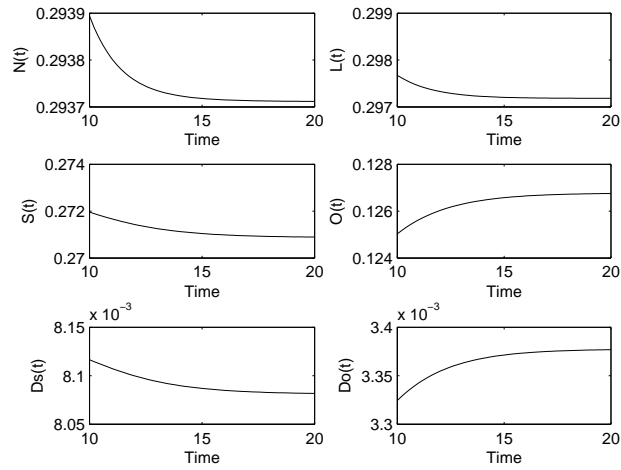 0.2939
0.2938
0.2937
N(t)
10
15
20
Time
0.299
0.298
0.297
L(t)
10
15
20
Time
0.274
0.272
0.27
S(t)
10
15
20
Time
0.128
0.126
0.124
O(t)
10
15
20
Time
x 10⁻³
8.15
8.1
8.05
Ds(t)
10
15
20
Time
x 10⁻³
3.4
3.35
3.3
Do(t)
10
15
20
Time